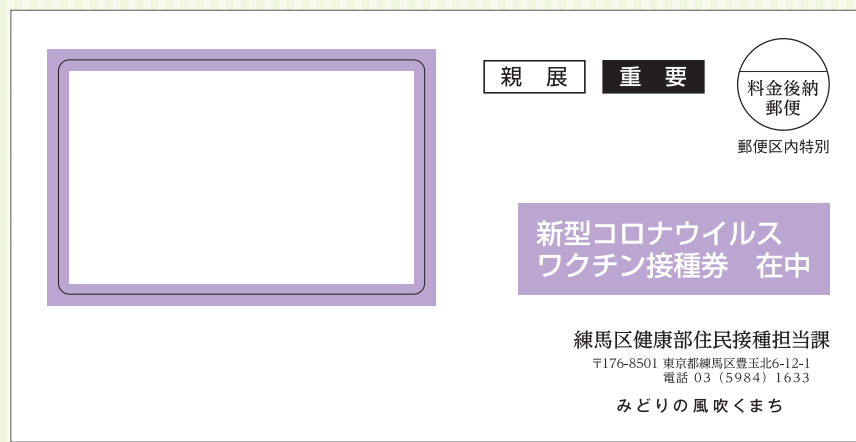 親 展
重 要
料金後納
郵便
郵便区内特別
新型コロナウイルス
ワクチン接種券 在中
練馬区健康部住民接種担当課
〒176-8501 東京都練馬区豊玉北6-12-1
電話 03（5984）1633
みどりの風吹くまち